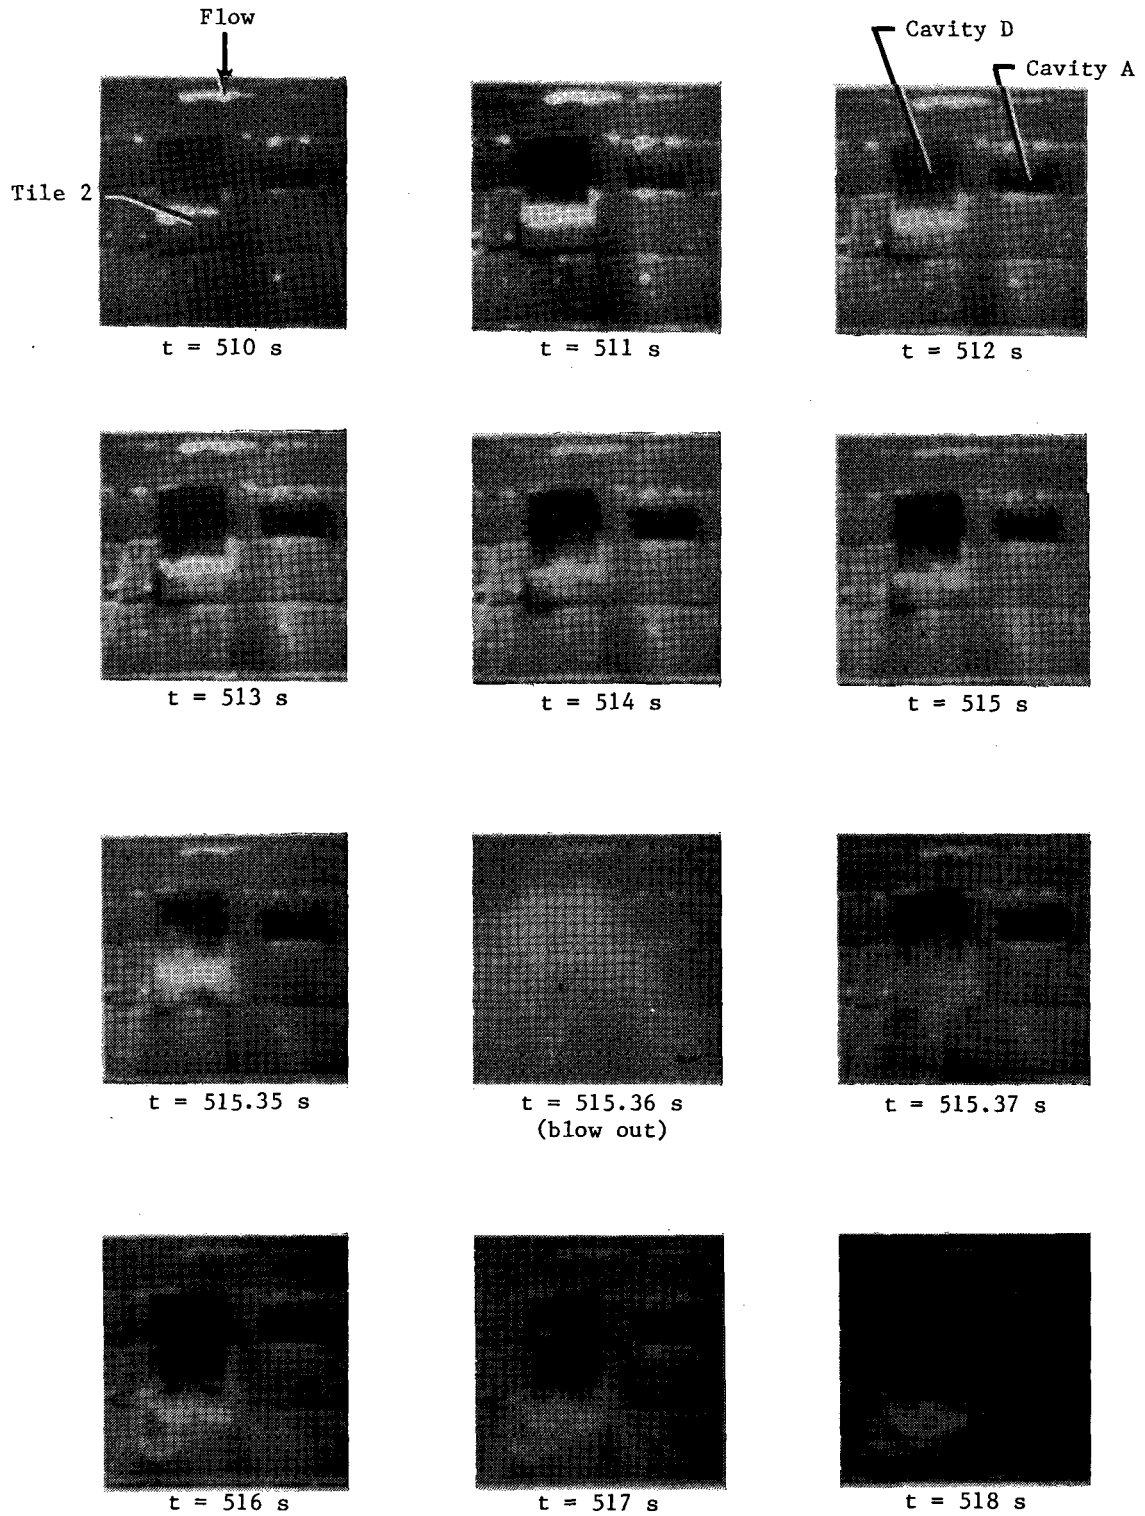 Flow
Cavity D
Cavity A
Tile 2
t = 510 s
t = 511 s
t = 512 s
t = 513 s
t = 514 s
t = 515 s
t = 515.35 s
t = 515.36 s
(blow out)
t = 515.37 s
t = 516 s
t = 517 s
t = 518 s